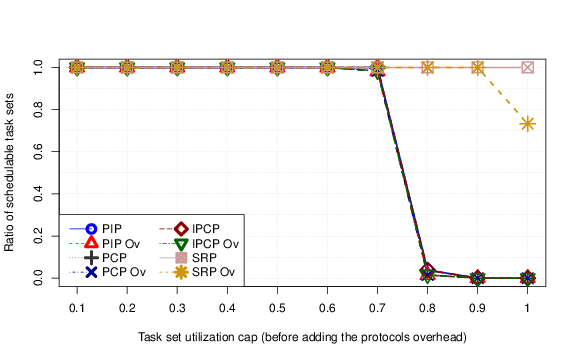 Ratio of schedulable task sets
1.0
0.8
0.6
0.4
0.2
0.0
PIP
PIP Ov
PCP
PCP Ov
IPCP
IPCP Ov
SRP
SRP Ov
0.1 0.2 0.3 0.4 0.5 0.6 0.7 0.8 0.9 1
Task set utilization cap (before adding the protocols overhead)